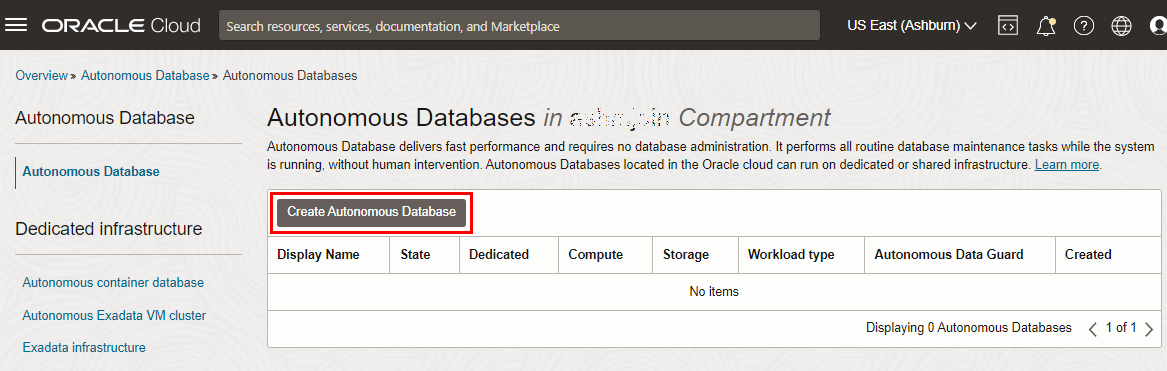 ORACLE Cloud
Search resources, services, documentation, and Marketplace
US East (Ashburn)
Overview » Autonomous Database » Autonomous Databases
Autonomous Database
Autonomous Database
Dedicated infrastructure
Autonomous container database
Autonomous Exadata VM cluster
Exadata infrastructure
Autonomous Databases in Compartment
Autonomous Database delivers fast performance and requires no database administration. It performs all routine database maintenance tasks while the system
is running, without human intervention. Autonomous Databases located in the Oracle cloud can run on dedicated or shared infrastructure. Learn more.
Create Autonomous Database
Display Name State Dedicated Compute Storage Workload type Autonomous Data Guard Created
No items
Displaying 0 Autonomous Databases 1 of 1